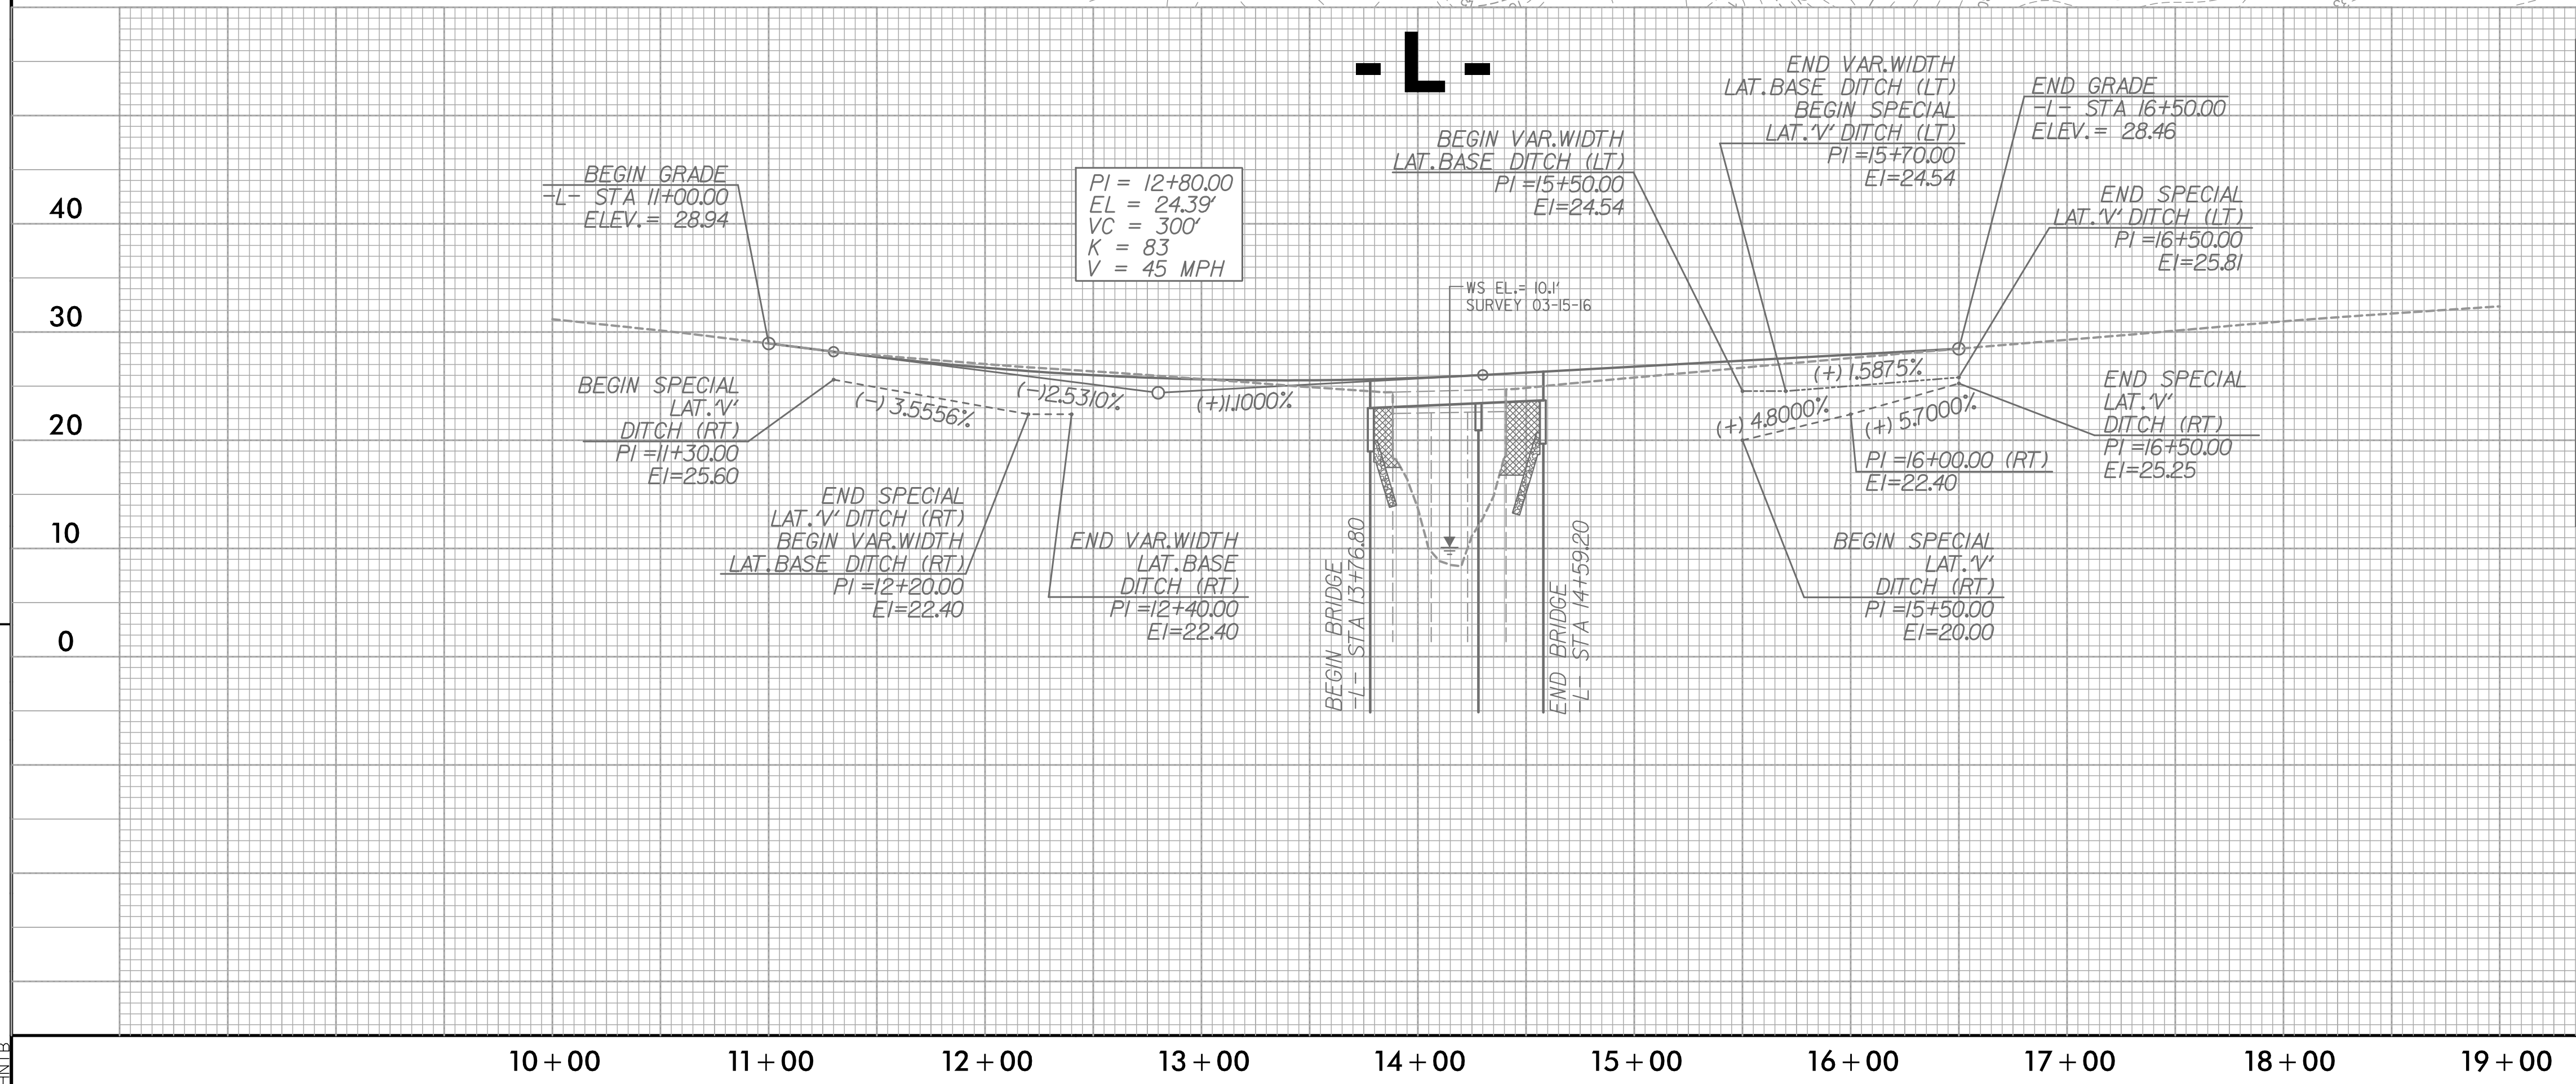 -L-
BEGIN GRADE
-L- STA 11+00.00
ELEV.= 28.94
PI = 12+80.00
EL = 24.39'
VC = 300'
K = 83
V = 45 MPH
BEGIN VAR.WIDTH
LAT.BASE DITCH (LT)
PI =15+50.00
El=24.54
END VAR.WIDTH
LAT.BASE DITCH (LT)
BEGIN SPECIAL
LAT.'V' DITCH (LT)
PI =15+70.00
El=24.54
END GRADE
-L- STA 16+50.00
ELEV.= 28.46
END SPECIAL
LAT.'V' DITCH (LT)
PI =16+50.00
El=25.81
WS EL.= 10.1'
SURVEY 03-15-16
40
30
20
10
0
BEGIN SPECIAL
LAT.'V'
DITCH (RT)
PI =11+30.00
El=25.60
(-) 3.5556%
(-)2.5310%
(+)1.1000%
(+)1.5875%
(+) 4.8000%
(+) 5.7000%
END SPECIAL
LAT.'V' DITCH (RT)
BEGIN VAR.WIDTH
LAT.BASE DITCH (RT)
PI =12+20.00
El=22.40
END VAR.WIDTH
LAT.BASE
DITCH (RT)
PI =12+40.00
El=22.40
BEGIN BRIDGE
-L- STA 13+76.80
END BRIDGE
-L- STA 14+59.20
PI =16+00.00 (RT)
El=22.40
END SPECIAL
LAT.'V'
DITCH (RT)
PI =16+50.00
El=25.25
BEGIN SPECIAL
LAT.'V'
DITCH (RT)
PI =15+50.00
El=20.00
10+00 11+00 12+00 13+00 14+00 15+00 16+00 17+00 18+00 19+00